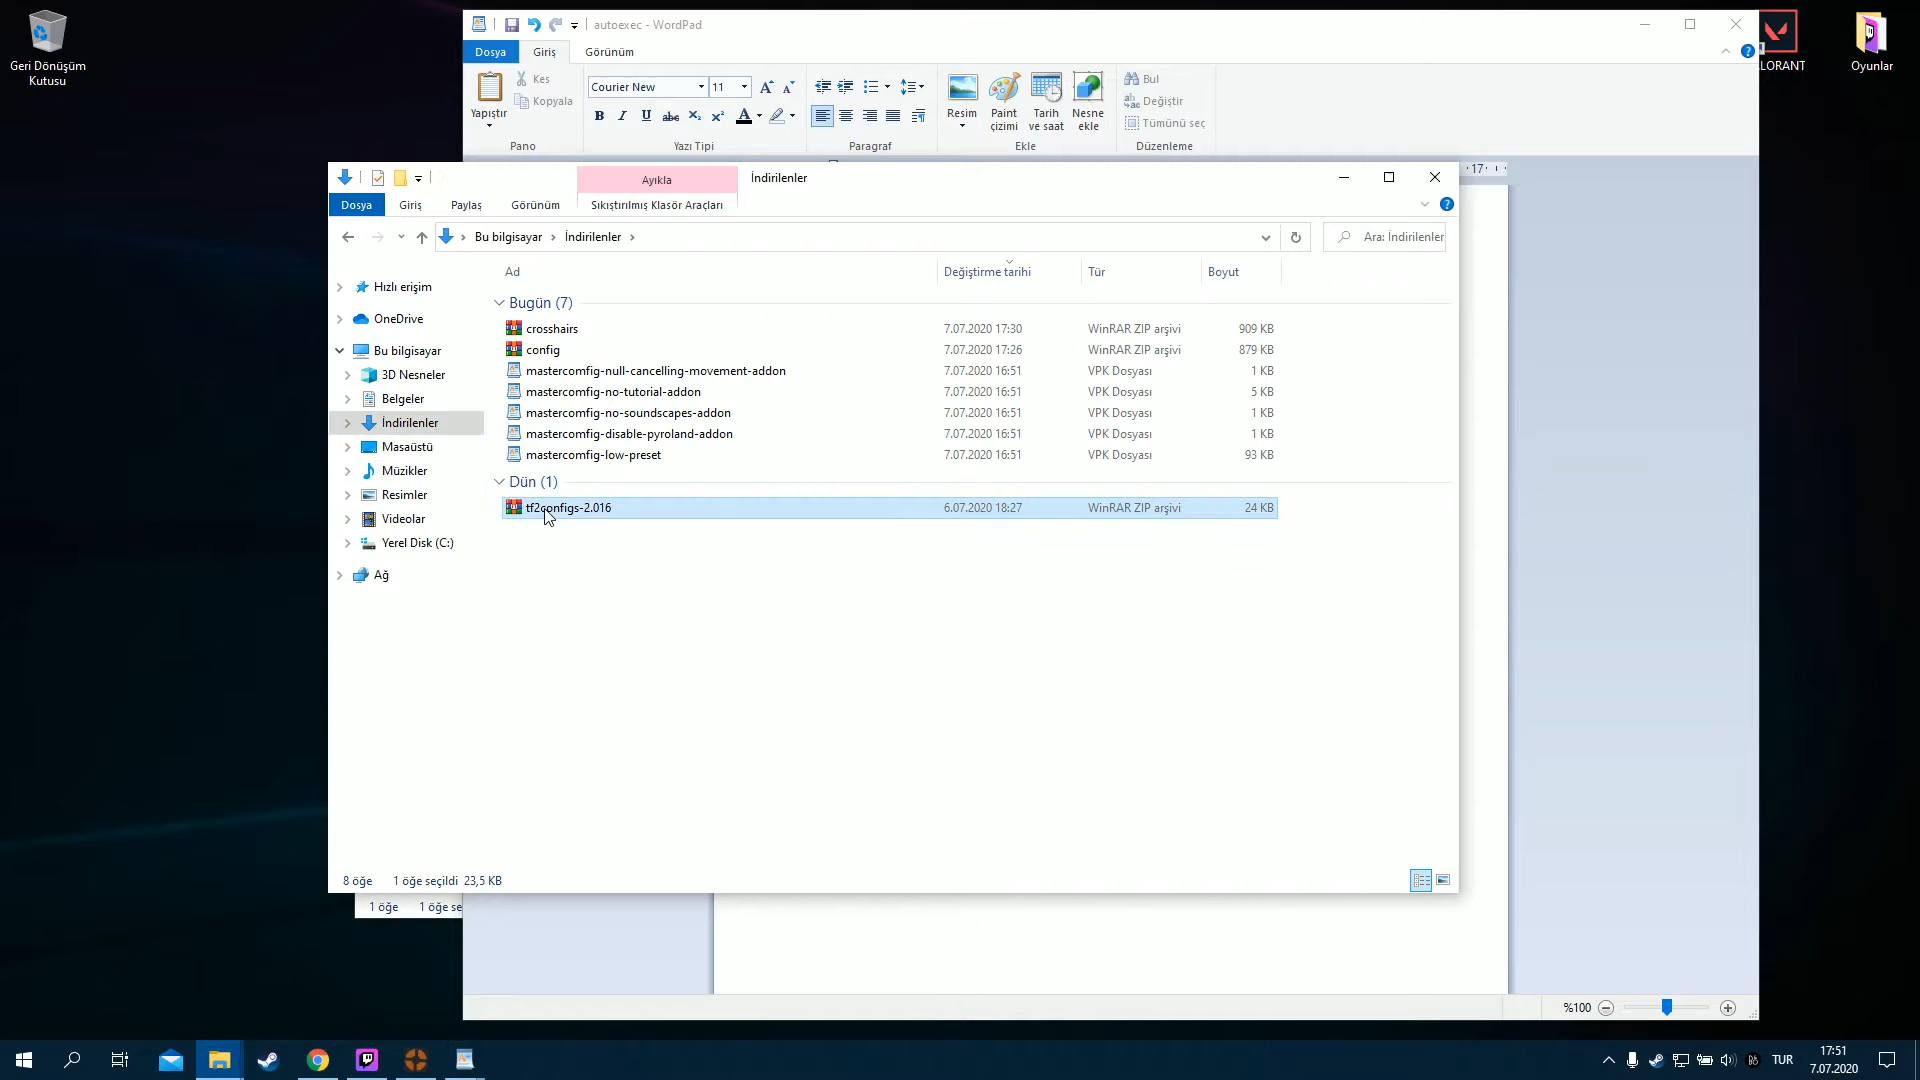 Geri Dönüşüm
Kutusu
autoexec - WordPad
Dosya
Giriş
Görünüm
Yapıştır
Kes
Kopyala
Pano
Courier New
11
Yazı Tipi
Paragraf
Resim
Paint
çizimi
Tarih
ve saat
Nesne
ekle
Ekle
Bul
Değiştir
Tümünü seç
Düzenleme
LORANT
Oyunlar
17
Ayıkla
İndirilenler
Dosya
Giriş
Paylaş
Görünüm
Sıkıştırılmış Klasör Araçları
Bu bilgisayar
İndirilenler
Ara: İndirilenler
Hızlı erişim
OneDrive
Bu bilgisayar
3D Nesneler
Belgeler
İndirilenler
Masaüstü
Müzikler
Resimler
Videolar
Yerel Disk (C:)
Ağ
Ad Değiştirme tarihi Tür Boyut
Bugün (7)
crosshairs 7.07.2020 17:30 WinRAR ZIP arşivi 909 KB
config 7.07.2020 17:26 WinRAR ZIP arşivi 879 KB
mastercomfig-null-cancelling-movement-addon 7.07.2020 16:51 VPK Dosyası 1 KB
mastercomfig-no-tutorial-addon 7.07.2020 16:51 VPK Dosyası 5 KB
mastercomfig-no-soundscapes-addon 7.07.2020 16:51 VPK Dosyası 1 KB
mastercomfig-disable-pyroland-addon 7.07.2020 16:51 VPK Dosyası 1 KB
mastercomfig-low-preset 7.07.2020 16:51 VPK Dosyası 93 KB
Dün (1)
tf2configs-2.016 6.07.2020 18:27 WinRAR ZIP arşivi 24 KB
8 öğe 1 öğe seçildi 23,5 KB
1 öğe 1 öğe se
%100
TUR
17:51
7.07.2020